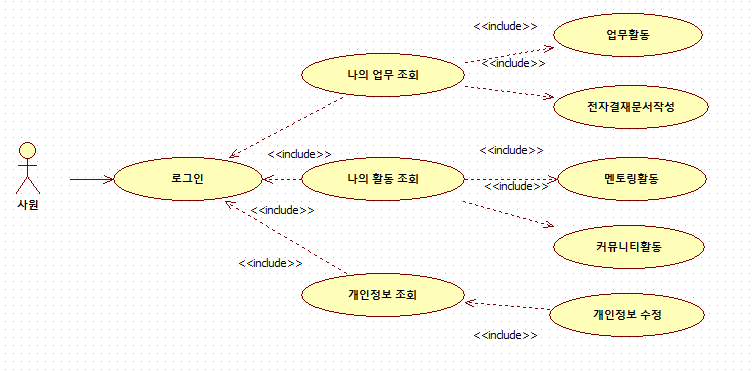 <<include>>
업무활동
<<include>>
나의 업무 조회
전자결재문서작성
<<include>>
<<include>>
사원
로그인
나의 활동 조회
<<include>>
멘토링활동
<<include>>
커뮤니티활동
<<include>>
개인정보 조회
개인정보 수정
<<include>>